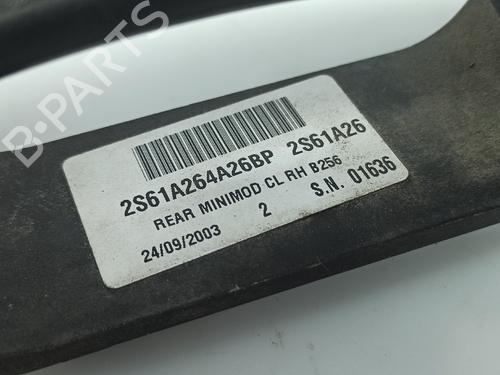 B-PARTS
2S61A264A26BP 2S61A26
REAR MINIMOD CL RH B256
24/09/2003 2 S.N. 01636